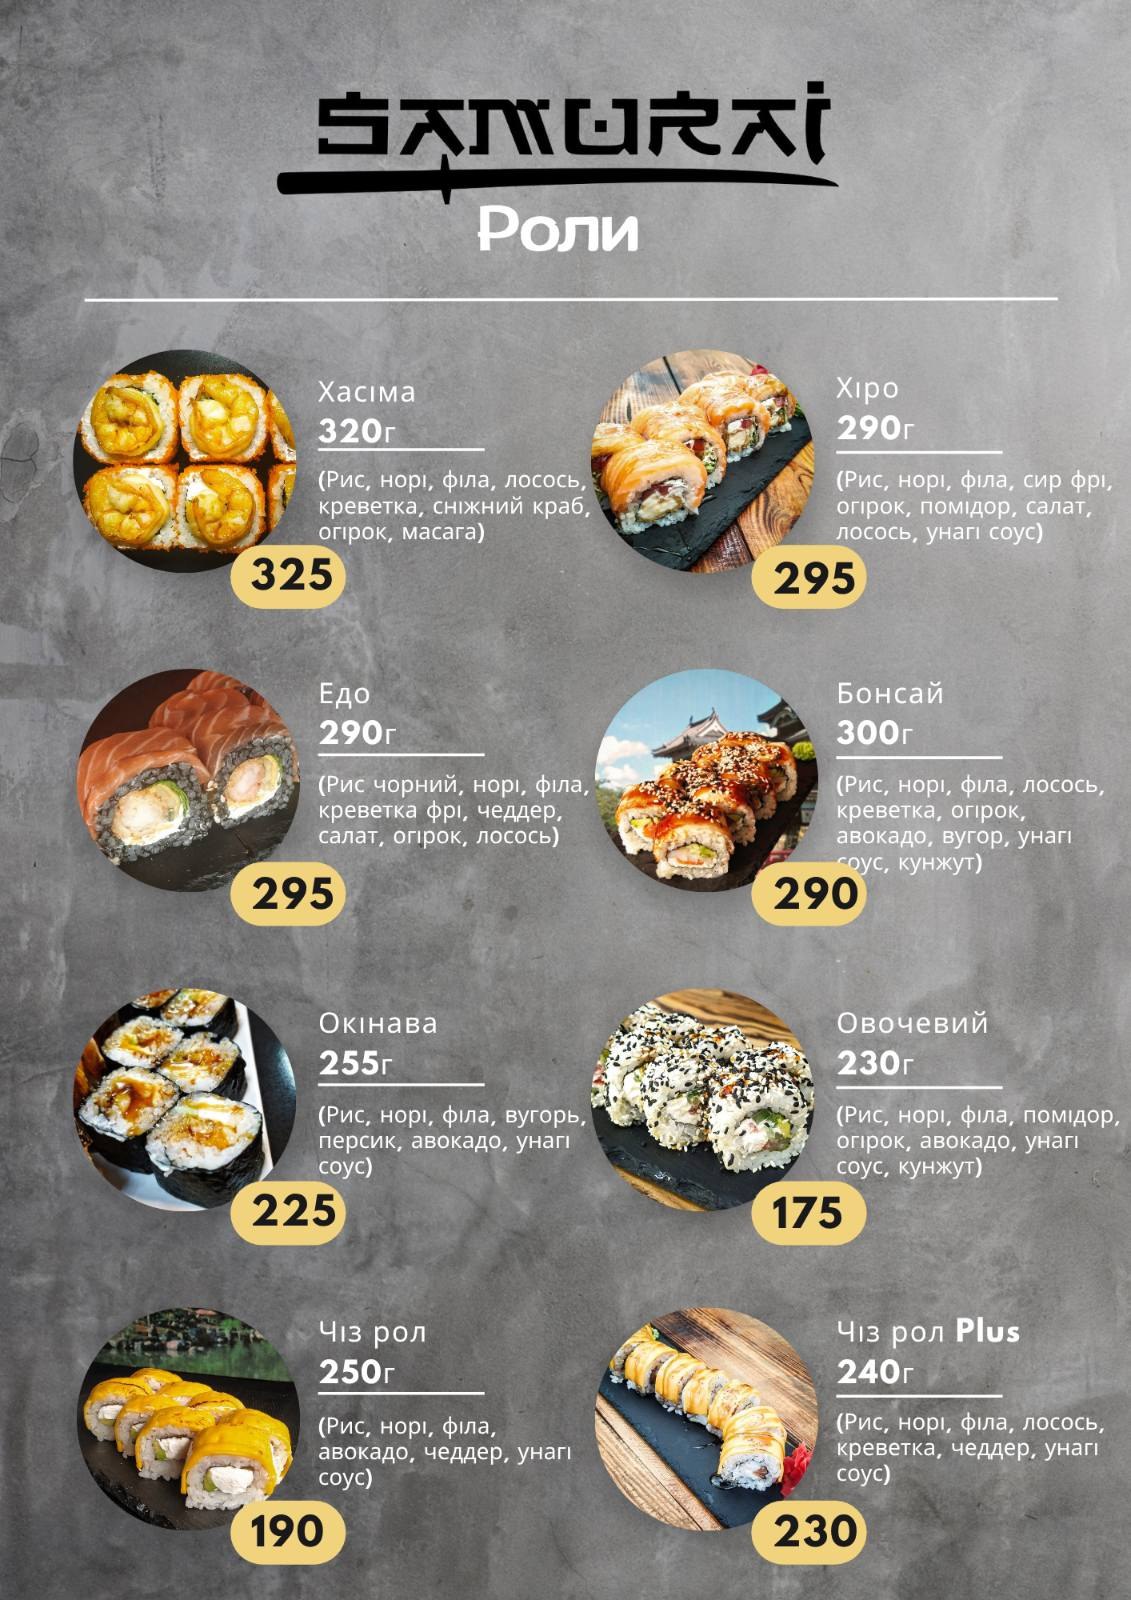 SAMURAI
Роли
Хасіма
320г
(Рис, норі, філа, лосось,
креветка, сніжний краб,
огірок, масага)
325
Хіро
290г
(Рис, норі, філа, сир фрі,
огірок, помідор, салат,
лосось, унагі соус)
295
Едо
290г
(Рис чорний, норі, філа,
креветка фрі, чеддер,
салат, огірок, лосось)
295
Бонсай
300г
(Рис, норі, філа, лосось,
креветка, огірок,
авокадо, вугор, унагі
соус, кунжут)
290
Окінава
255г
(Рис, норі, філа, вугорь,
персик, авокадо, унагі
соус)
225
Овочевий
230г
(Рис, норі, філа, помідор,
огірок, авокадо, унагі
соус, кунжут)
175
Чіз рол
250г
(Рис, норі, філа,
авокадо, чеддер, унагі
соус)
190
Чіз рол Plus
240г
(Рис, норі, філа, лосось,
креветка, чеддер, унагі
соус)
230